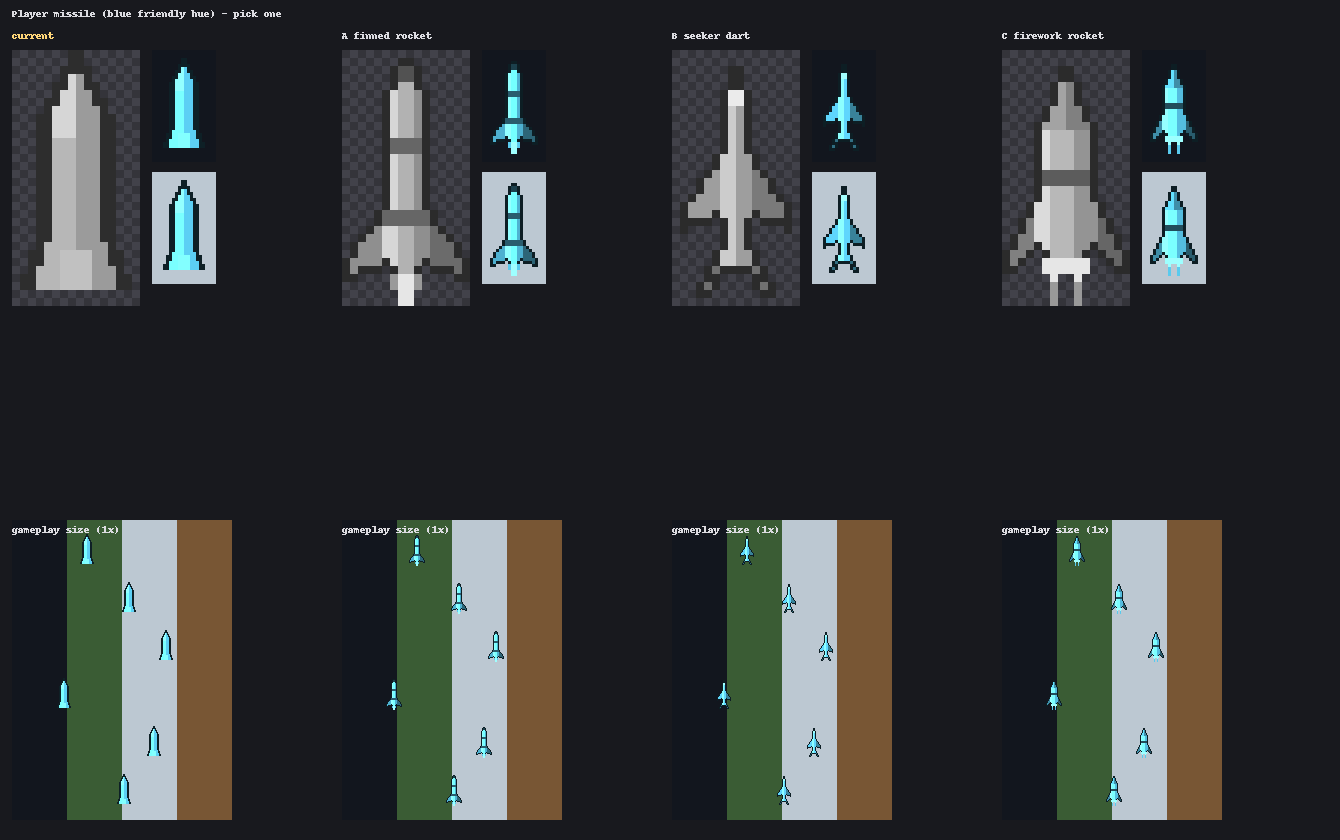 Player missile (blue friendly hue) - pick one
current
A finned rocket
B seeker dart
C firework rocket
gameplay size (1x)
gameplay size (1x)
gameplay size (1x)
gameplay size (1x)